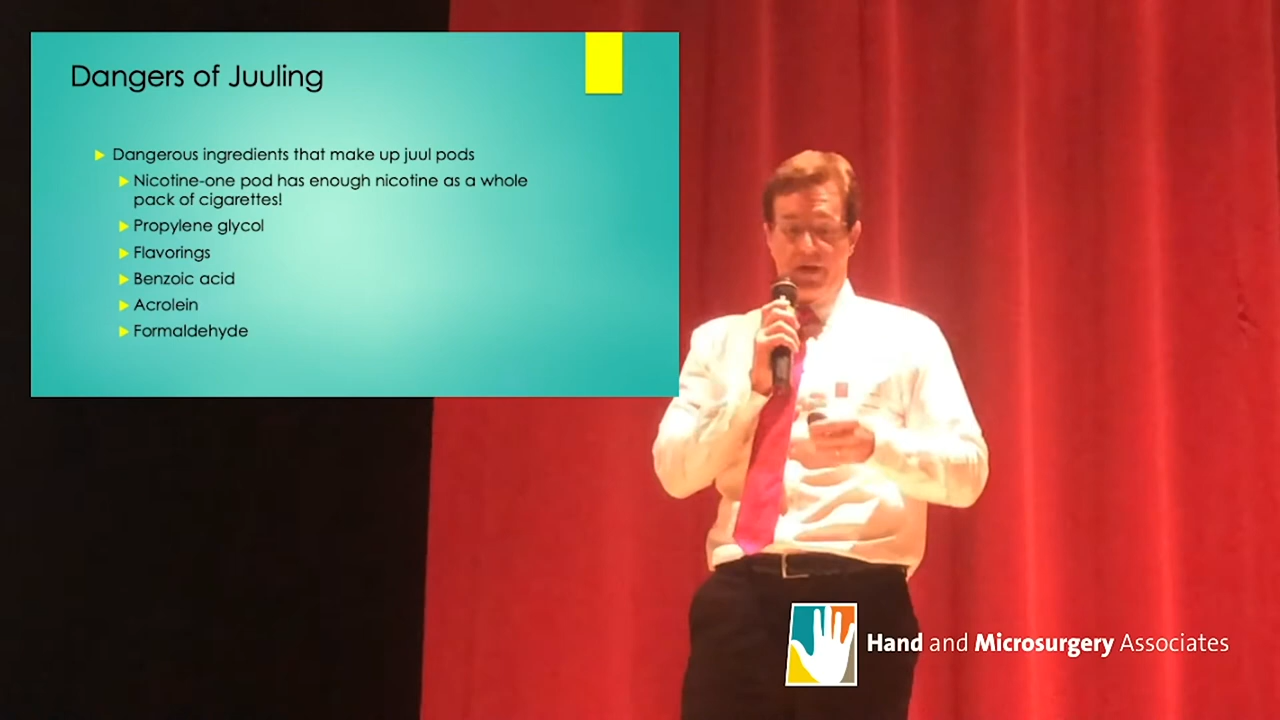 Dangers of Juuling
Dangerous ingredients that make up juul pods
Nicotine-one pod has enough nicotine as a whole
pack of cigarettes!
Propylene glycol
Flavorings
Benzoic acid
Acrolein
Formaldehyde
Hand and Microsurgery Associates